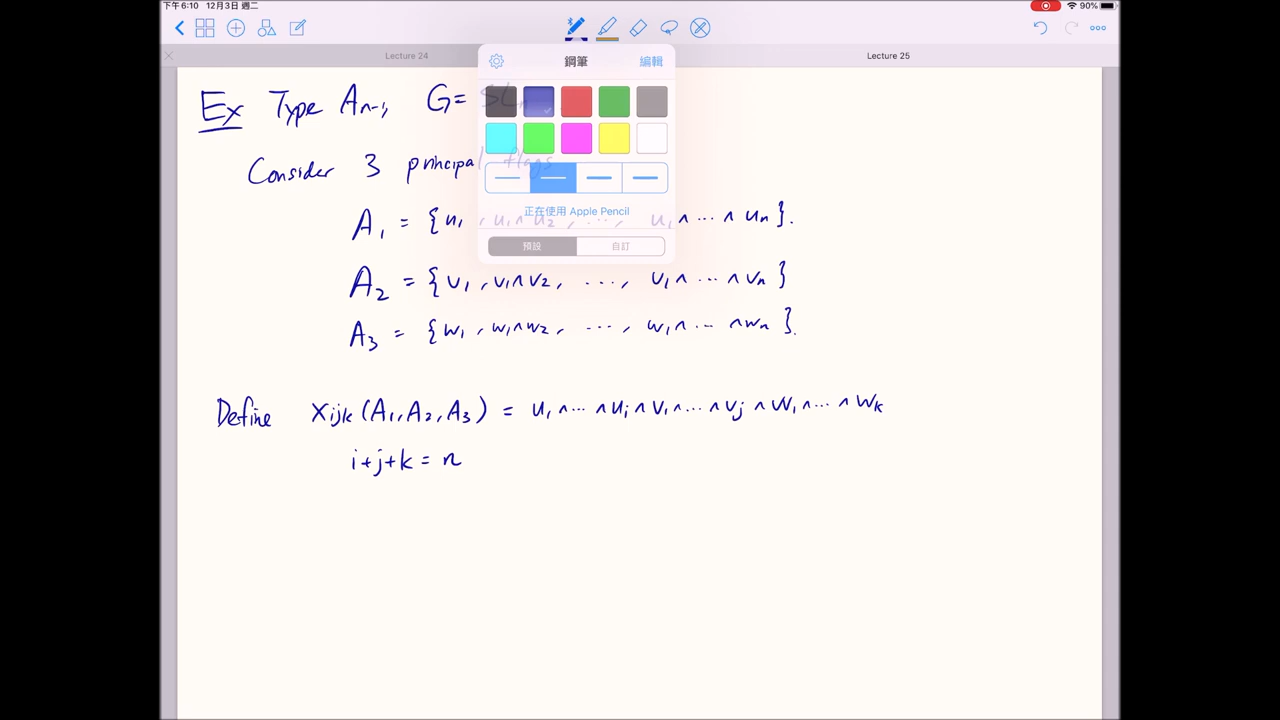 下午6:10 12月3日 週二 90%
Lecture 24 Lecture 25
鋼筆 編輯
正在使用 Apple Pencil
預設 自訂
Ex Type Aₙ₋₁, G = SLₙ
Consider 3 principal flags
A₁ = {u₁, u₁∧u₂, ..., u₁∧...∧uₙ}.
A₂ = {v₁, v₁∧v₂, ..., v₁∧...∧vₙ}
A₃ = {w₁, w₁∧w₂, ..., w₁∧...∧wₙ}.
Define Xijk(A₁,A₂,A₃) = u₁∧...∧uᵢ∧v₁∧...∧vⱼ∧w₁∧...∧wₖ
i+j+k = n